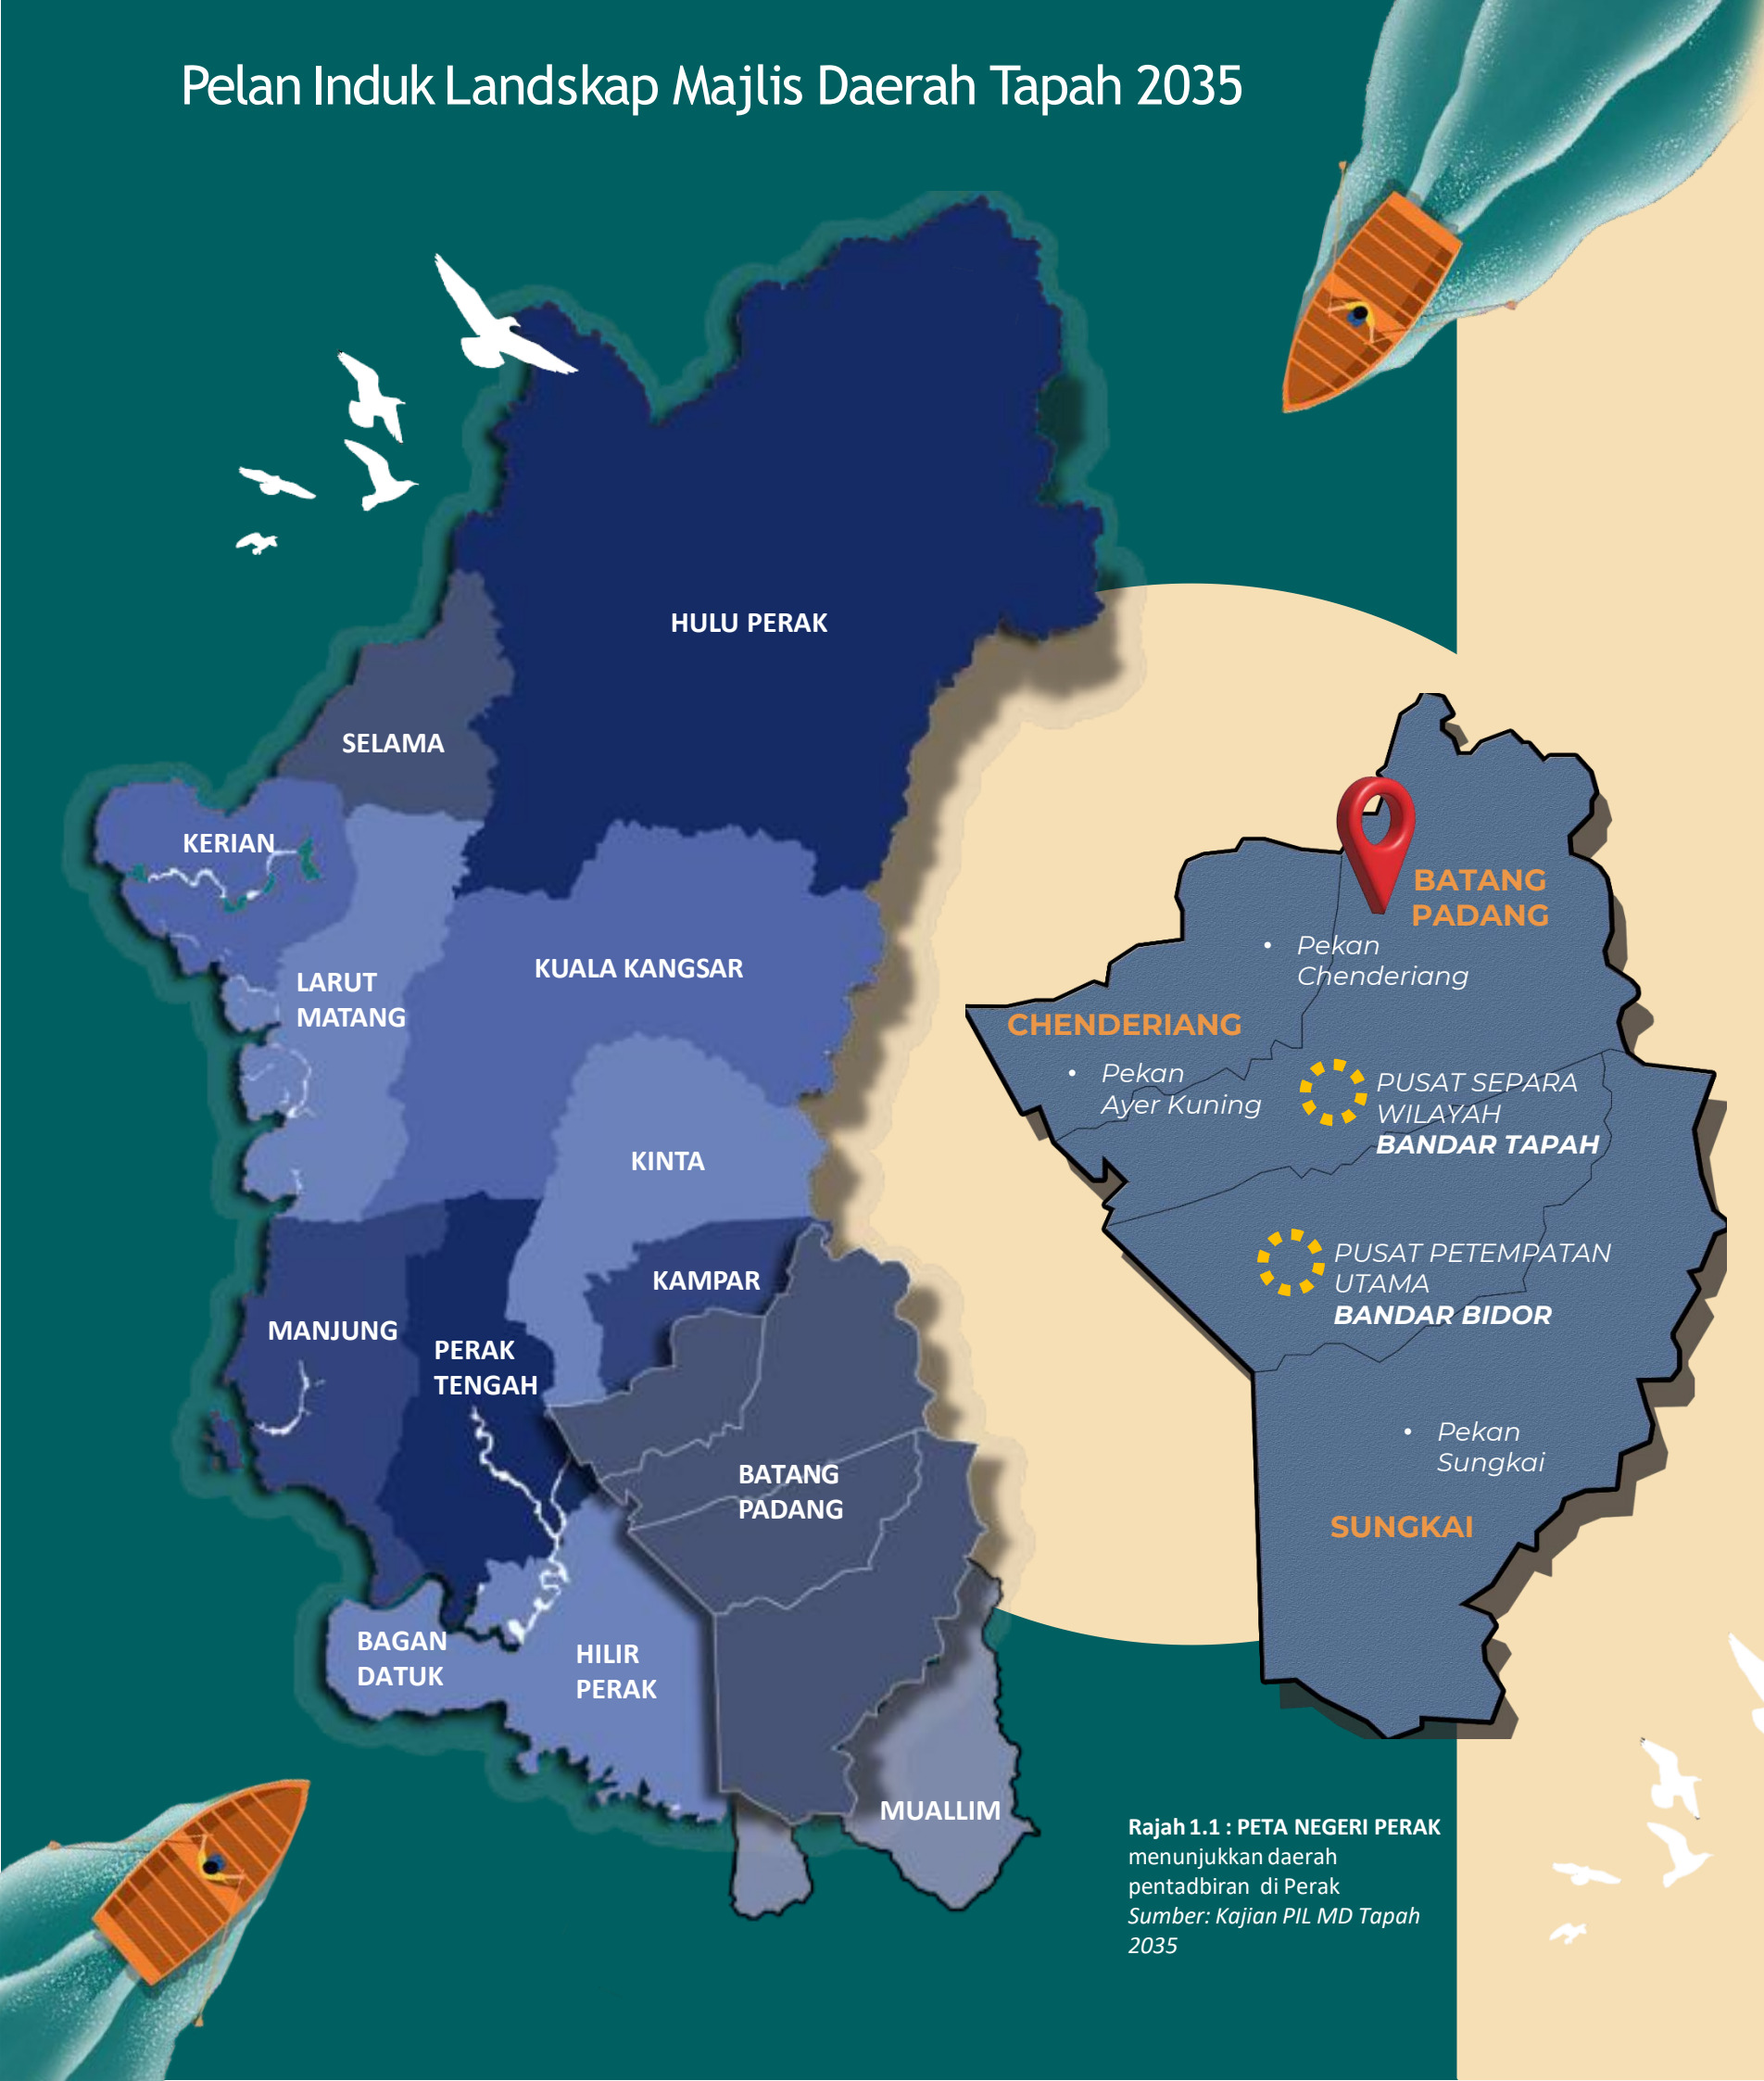 Pelan Induk Landskap Majlis Daerah Tapah 2035
HULU PERAK
SELAMA
KERIAN
LARUT
MATANG
KUALA KANGSAR
KINTA
KAMPAR
MANJUNG
PERAK
TENGAH
BATANG
PADANG
BAGAN
DATUK
HILIR
PERAK
MUALLIM
BATANG
PADANG
• Pekan
Chenderiang
CHENDERIANG
• Pekan
Ayer Kuning
PUSAT SEPARA
WILAYAH
BANDAR TAPAH
PUSAT PETEMPATAN
UTAMA
BANDAR BIDOR
• Pekan
Sungkai
SUNGKAI
Rajah 1.1 : PETA NEGERI PERAK
menunjukkan daerah
pentadbiran di Perak
Sumber: Kajian PIL MD Tapah
2035